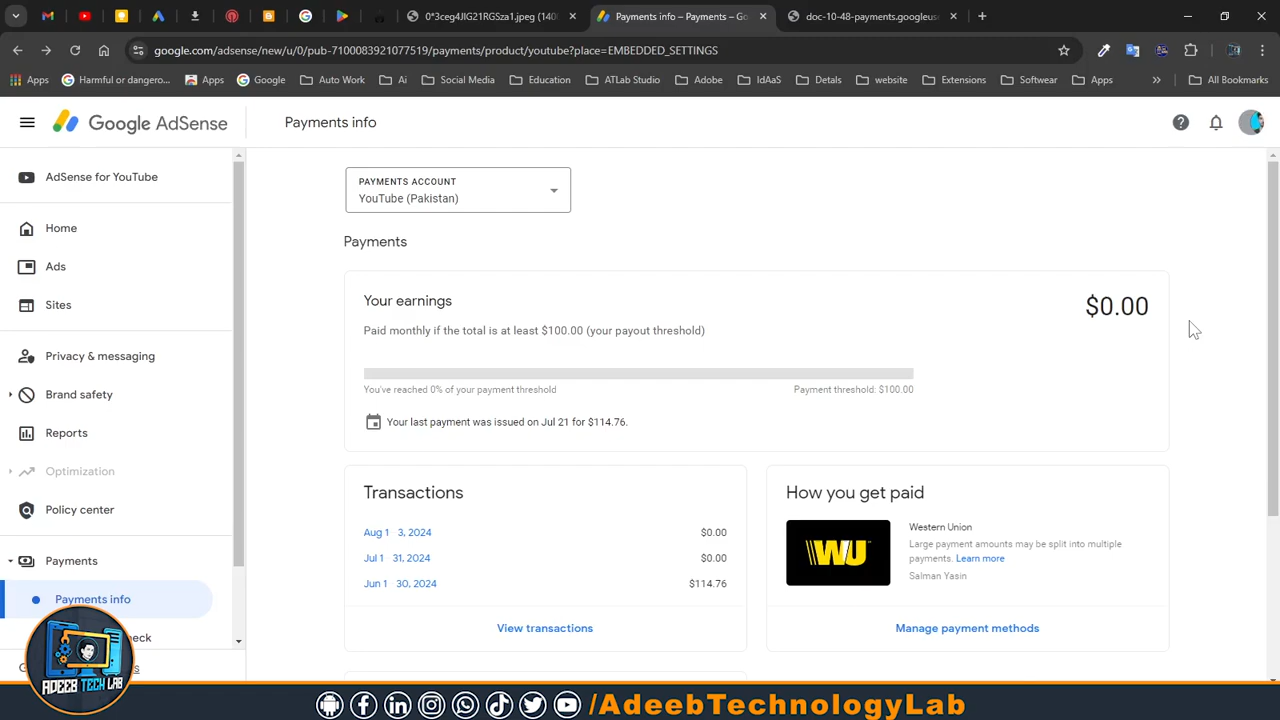 0*3ceg4JIG21RGSza1.jpeg (140
Payments info – Payments – Go
doc-10-48-payments.googleuse
google.com/adsense/new/u/0/pub-7100083921077519/payments/product/youtube?place=EMBEDDED_SETTINGS
Apps
Harmful or dangero...
Apps
Google
Auto Work
Ai
Social Media
Education
ATLab Studio
Adobe
IdAaS
Detals
website
Extensions
Softwear
Apps
All Bookmarks
Google AdSense
Payments info
AdSense for YouTube
Home
Ads
Sites
Privacy & messaging
Brand safety
Reports
Optimization
Policy center
Payments
Payments info
eck
PAYMENTS ACCOUNT
YouTube (Pakistan)
Payments
Your earnings
$0.00
Paid monthly if the total is at least $100.00 (your payout threshold)
You've reached 0% of your payment threshold
Payment threshold: $100.00
Your last payment was issued on Jul 21 for $114.76.
Transactions
Aug 1 3, 2024 $0.00
Jul 1 31, 2024 $0.00
Jun 1 30, 2024 $114.76
View transactions
How you get paid
WU
Western Union
Large payment amounts may be split into multiple
payments. Learn more
Salman Yasin
Manage payment methods
ADEEB TECH LAB
/AdeebTechnologyLab